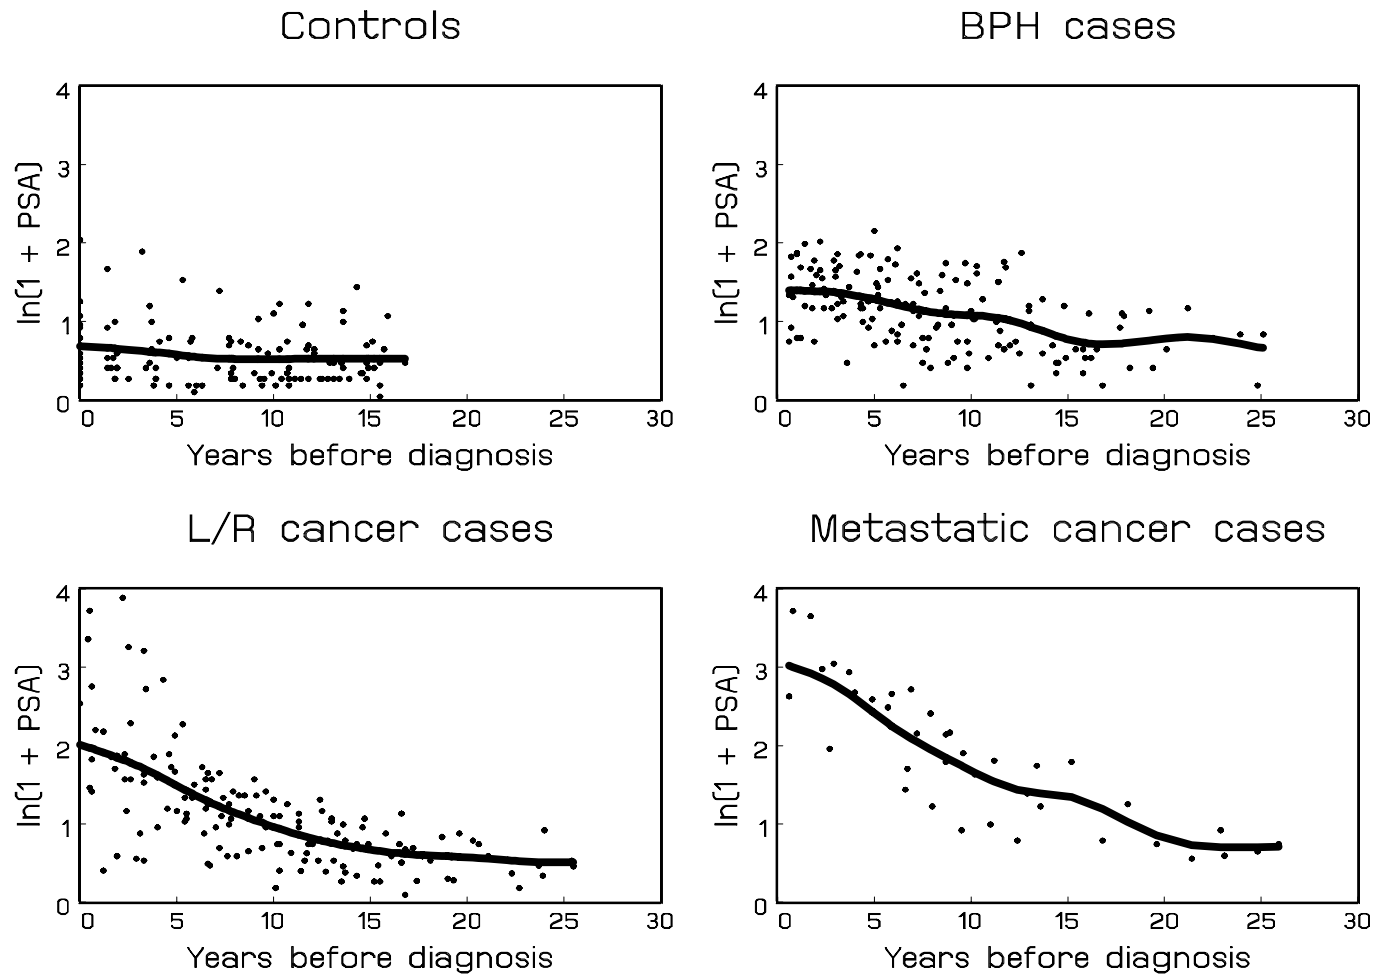 Controls
BPH cases
4
3
2
1
0
ln(1 + PSA)
0 5 10 15 20 25 30
Years before diagnosis
4
3
2
1
0
ln(1 + PSA)
0 5 10 15 20 25 30
Years before diagnosis
L/R cancer cases
Metastatic cancer cases
4
3
2
1
0
ln(1 + PSA)
0 5 10 15 20 25 30
Years before diagnosis
4
3
2
1
0
ln(1 + PSA)
0 5 10 15 20 25 30
Years before diagnosis